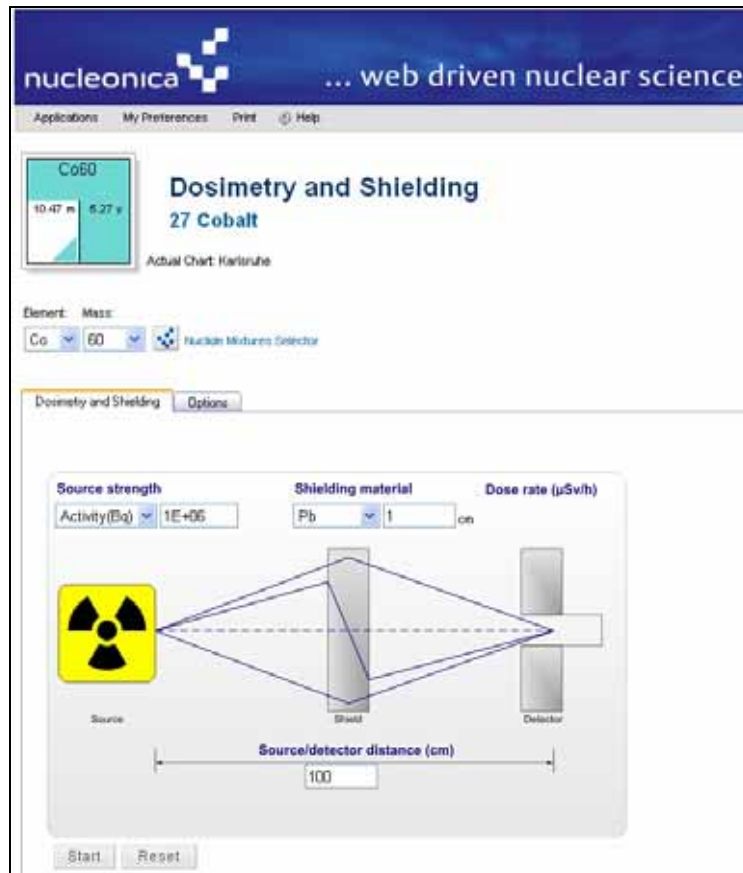 nucleonica ... web driven nuclear science
Applications My Preferences Print Help
Co60
10.47 m 5.27 y
Dosimetry and Shielding
27 Cobalt
Actual Chart: Karlsruhe
Element: Mass:
Co 60 Nuclide Mixtures Selector
Dosimetry and Shielding Options
Source strength Shielding material Dose rate (µSv/h)
Activity(Bq) 1E+06 Pb 1 cm
Source Shield Detector
Source/detector distance (cm)
100
Start Reset